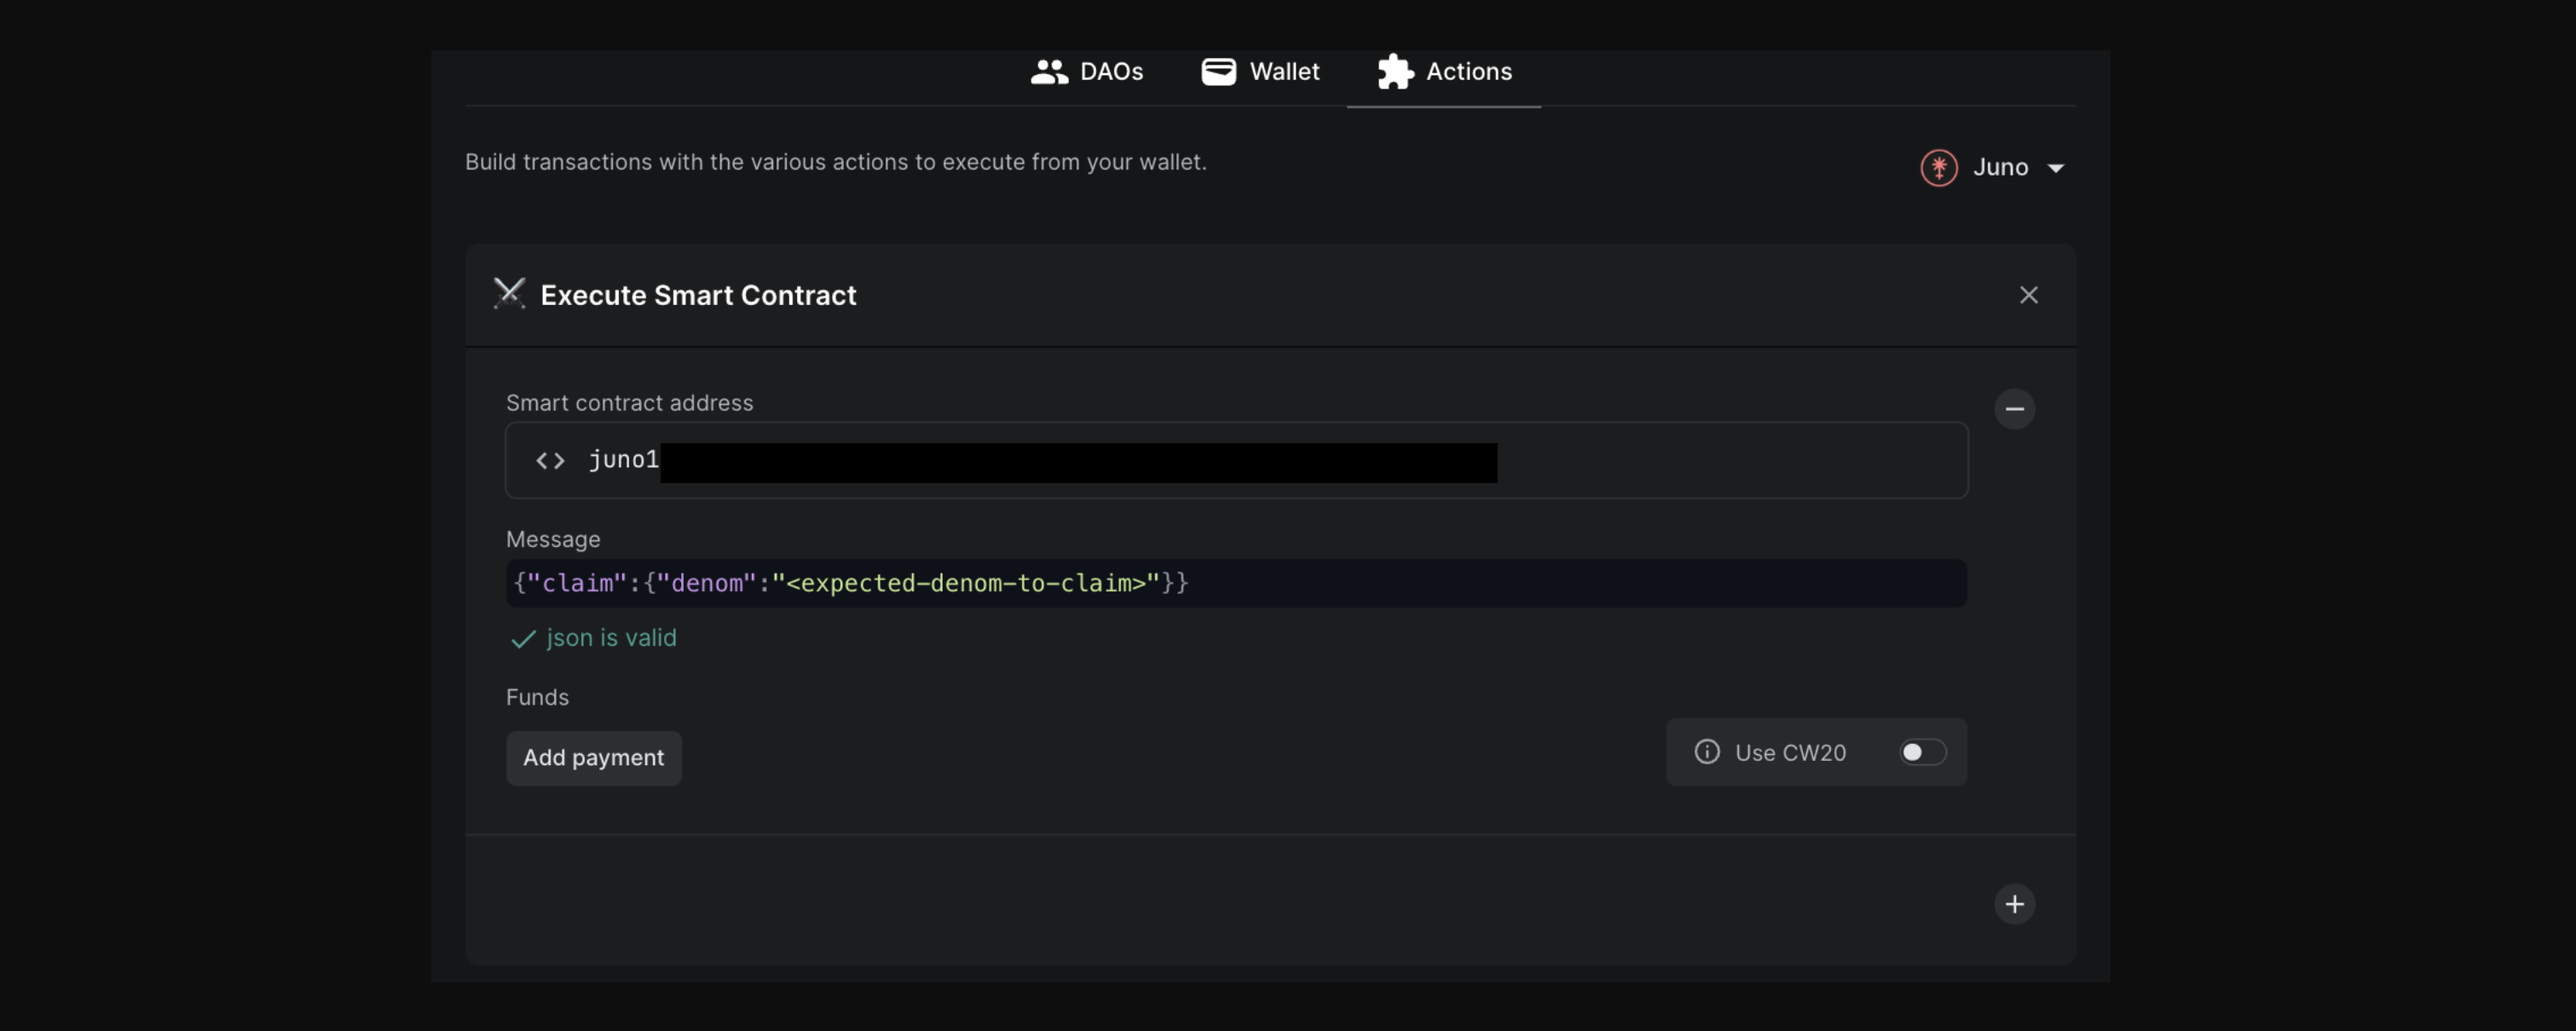 DAOs Wallet Actions
Build transactions with the various actions to execute from your wallet.
Juno
Execute Smart Contract
Smart contract address
juno1
Message
{"claim":{"denom":"<expected-denom-to-claim>"}}
json is valid
Funds
Add payment
Use CW20